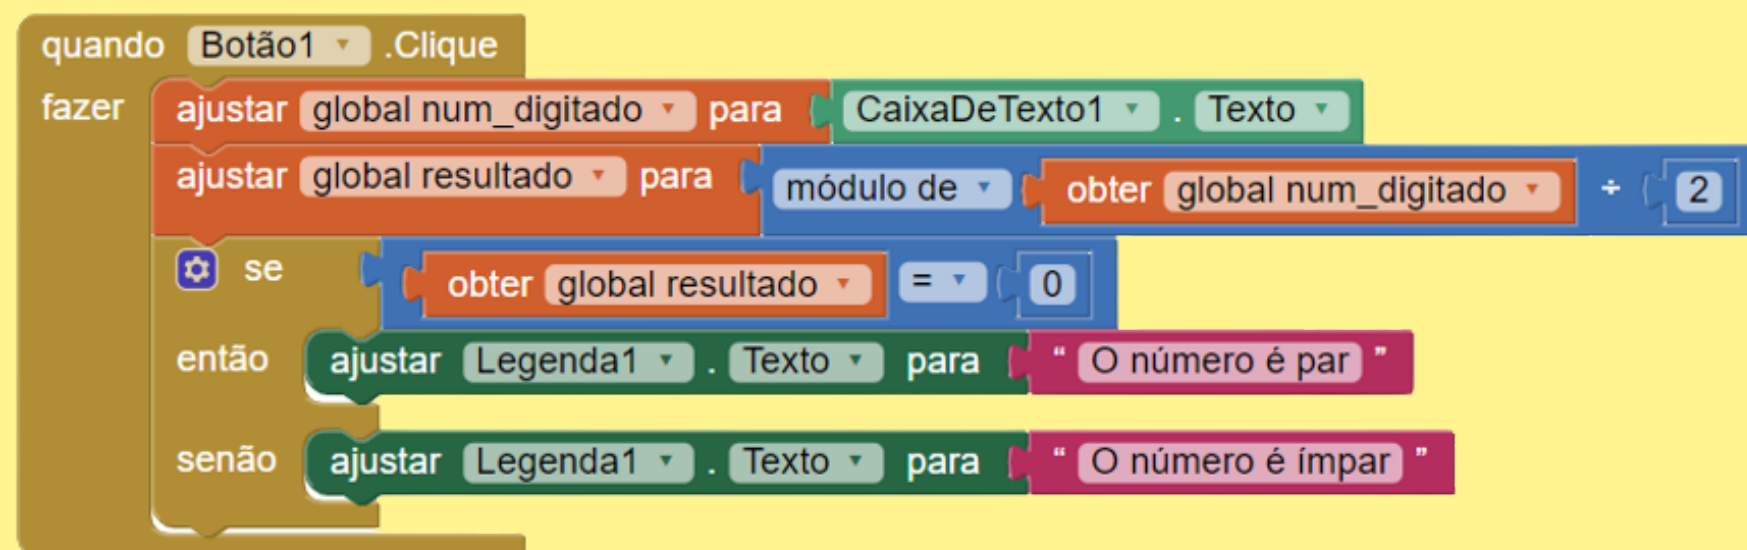 quando Botão1 .Clique
fazer ajustar global num_digitado para CaixaDeTexto1 . Texto
ajustar global resultado para módulo de obter global num_digitado ÷ 2
se obter global resultado = 0
então ajustar Legenda1 . Texto para “ O número é par ”
senão ajustar Legenda1 . Texto para “ O número é ímpar ”